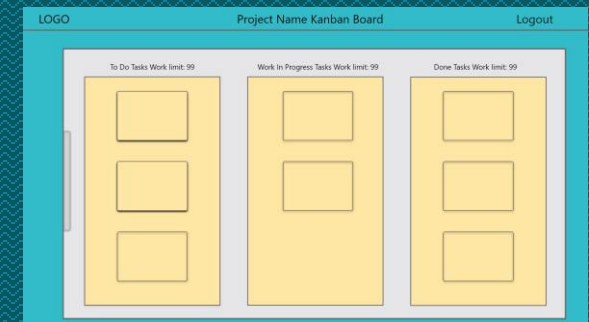 LOGO Project Name Kanban Board Logout
To Do Tasks Work limit: 99 Work In Progress Tasks Work limit: 99 Done Tasks Work limit: 99